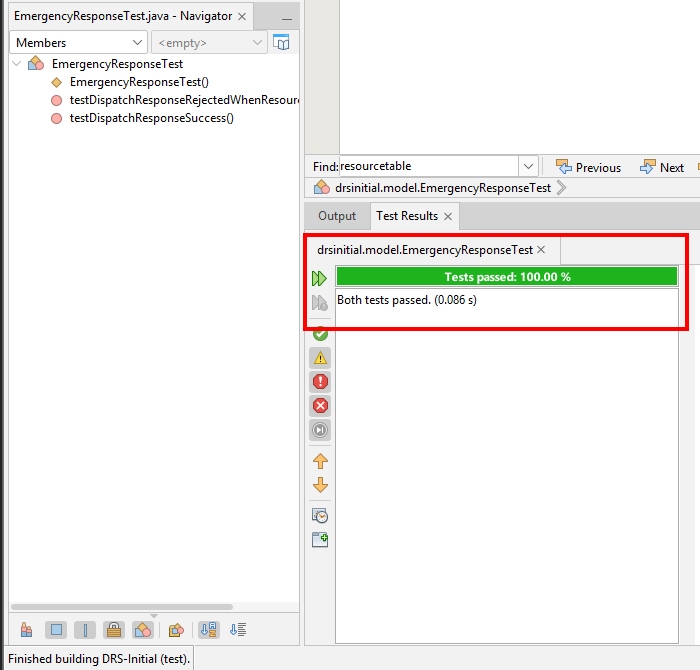 EmergencyResponseTest.java - Navigator
Members
<empty>
EmergencyResponseTest
EmergencyResponseTest()
testDispatchResponseRejectedWhenResour
testDispatchResponseSuccess()
Find: resourcetable
Previous
Next
drsinitial.model.EmergencyResponseTest
Output
Test Results
drsinitial.model.EmergencyResponseTest
Tests passed: 100.00 %
Both tests passed. (0.086 s)
Finished building DRS-Initial (test).